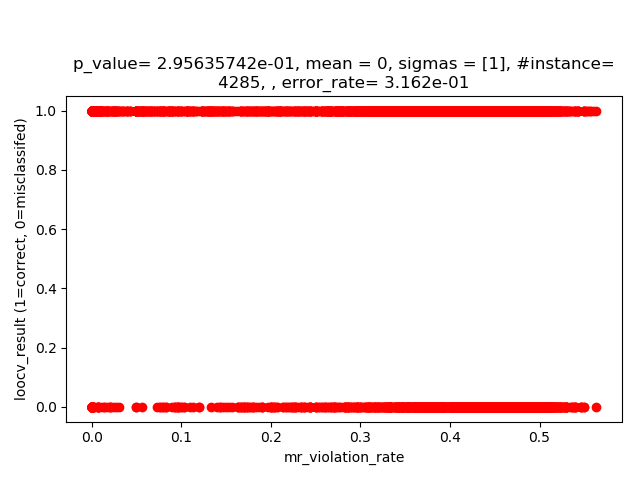 p_value= 2.95635742e-01, mean = 0, sigmas = [1], #instance=
4285, , error_rate= 3.162e-01
loocv_result (1=correct, 0=misclassifed)
1.0
0.8
0.6
0.4
0.2
0.0
0.0 0.1 0.2 0.3 0.4 0.5
mr_violation_rate